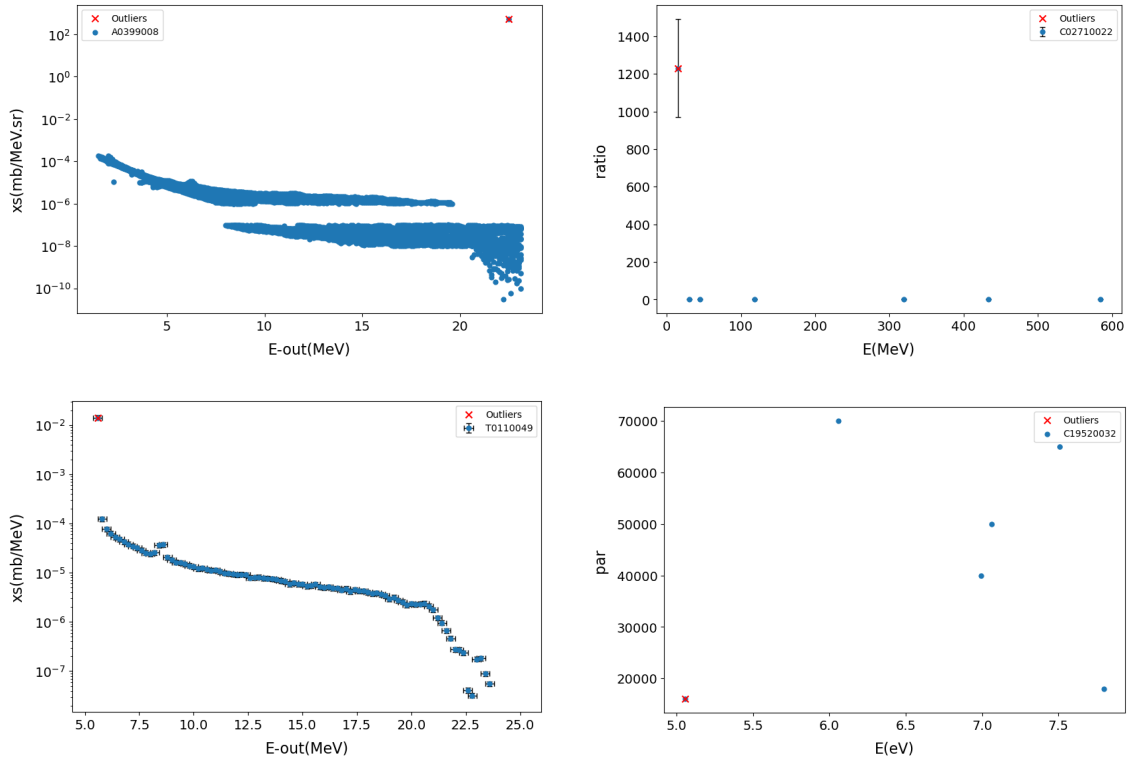 Outliers
A0399008
xs(mb/MeV.sr)
10²
10⁰
10⁻²
10⁻⁴
10⁻⁶
10⁻⁸
10⁻¹⁰
5 10 15 20
E-out(MeV)
Outliers
C02710022
ratio
1400
1200
1000
800
600
400
200
0
0 100 200 300 400 500 600
E(MeV)
Outliers
T0110049
xs(mb/MeV)
10⁻²
10⁻³
10⁻⁴
10⁻⁵
10⁻⁶
10⁻⁷
5.0 7.5 10.0 12.5 15.0 17.5 20.0 22.5 25.0
E-out(MeV)
Outliers
C19520032
par
70000
60000
50000
40000
30000
20000
5.0 5.5 6.0 6.5 7.0 7.5
E(eV)